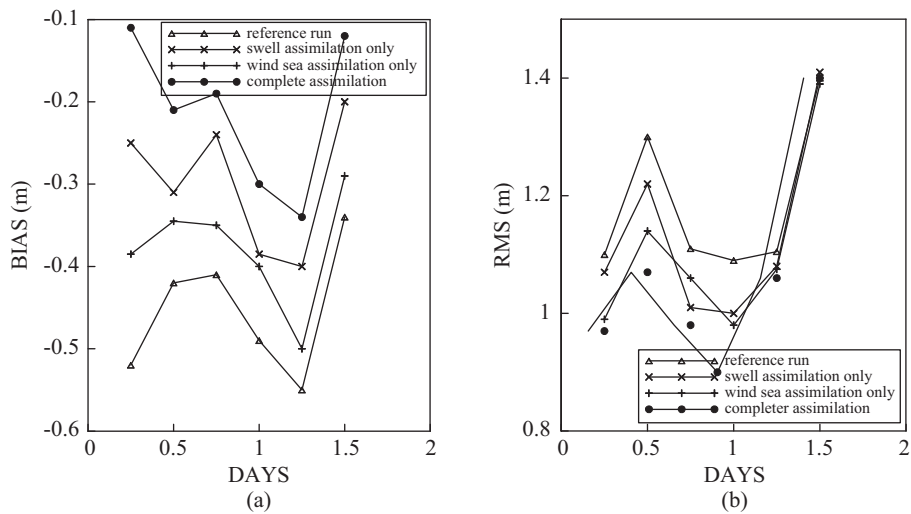 (a)
-0.1
-0.2
-0.3
-0.4
-0.5
-0.6
BIAS (m)
reference run
swell assimilation only
wind sea assimilation only
complete assimilation
0 0.5 1 1.5 2
DAYS
(a)
(b)
1.5
1.4
1.2
1
0.8
RMS (m)
reference run
swell assimilation only
wind sea assimilation only
completer assimilation
0 0.5 1 1.5 2
DAYS
(b)